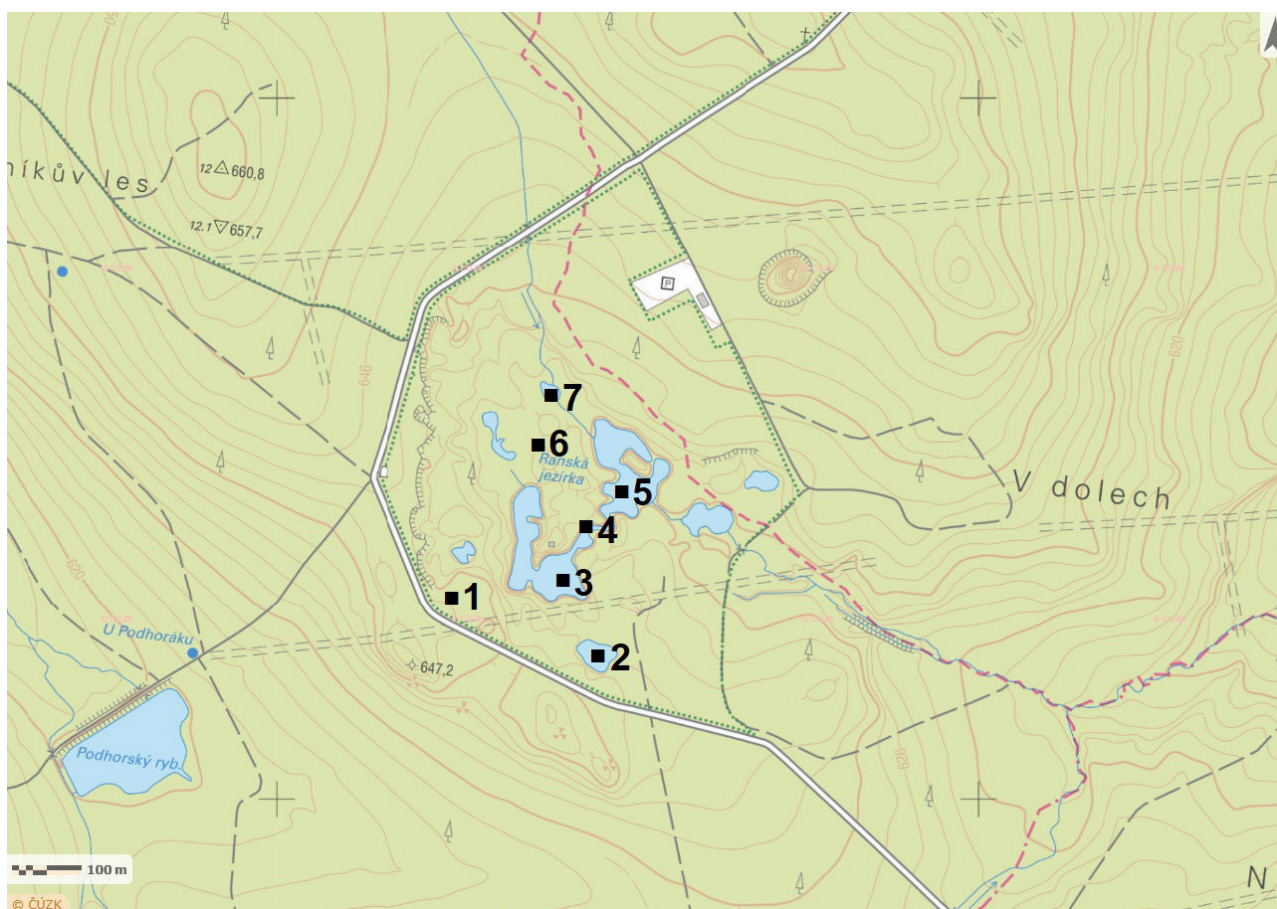 níkův les
12 660,8
12.1 657,7
P
646
620
7
6
Ranská
jezírka
5
V dolech
4
3
1
620
U Podhoráku
2
647,2
Podhorský ryb.
626
100 m
N
© ČÚZK